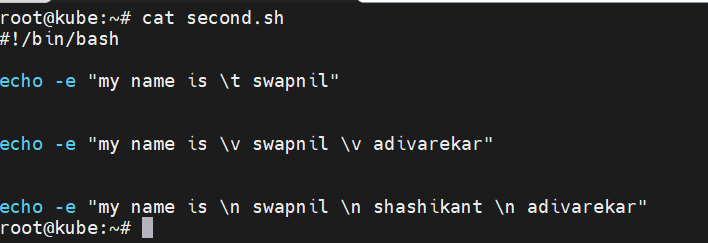 root@kube:~# cat second.sh
#!/bin/bash
echo -e "my name is \t swapnil"
echo -e "my name is \v swapnil \v adivarekar"
echo -e "my name is \n swapnil \n shashikant \n adivarekar"
root@kube:~#